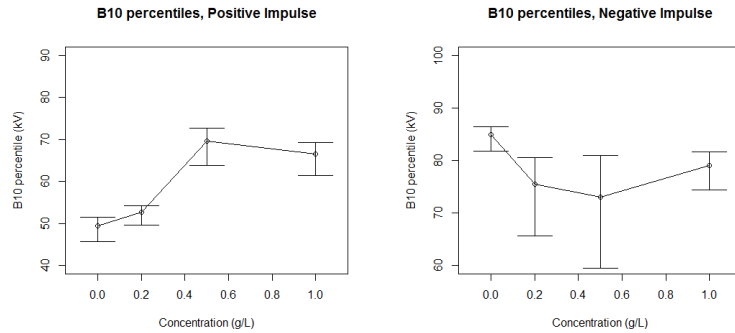 B10 percentiles, Positive Impulse
B10 percentile (kV)
90
80
70
60
50
40
0.0 0.2 0.4 0.6 0.8 1.0
Concentration (g/L)
B10 percentiles, Negative Impulse
B10 percentile (kV)
100
90
80
70
60
0.0 0.2 0.4 0.6 0.8 1.0
Concentration (g/L)